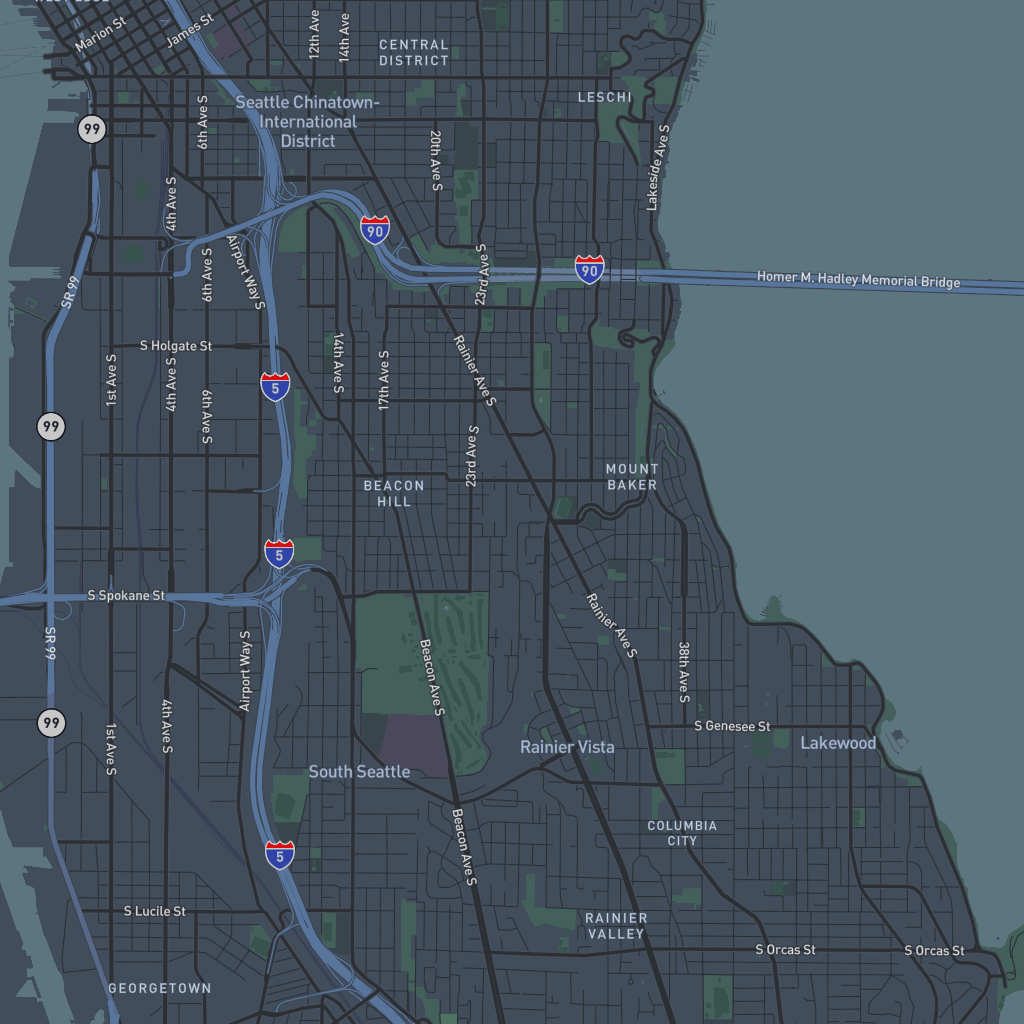 Marion St
James St
12th Ave
14th Ave
CENTRAL
DISTRICT
LESCHI
Seattle Chinatown-
International
District
99
6th Ave S
20th Ave S
Lakeside Ave S
4th Ave S
90
Airport Way S
6th Ave S
23rd Ave S
90
Homer M. Hadley Memorial Bridge
SR 99
S Holgate St
1st Ave S
4th Ave S
14th Ave S
17th Ave S
Rainier Ave S
5
6th Ave S
99
23rd Ave S
MOUNT
BAKER
BEACON
HILL
5
S Spokane St
SR 99
Airport Way S
Beacon Ave S
Rainier Ave S
38th Ave S
99
1st Ave S
4th Ave S
S Genesee St
Rainier Vista
Lakewood
South Seattle
Beacon Ave S
COLUMBIA
CITY
5
S Lucile St
RAINIER
VALLEY
S Orcas St
S Orcas St
GEORGETOWN